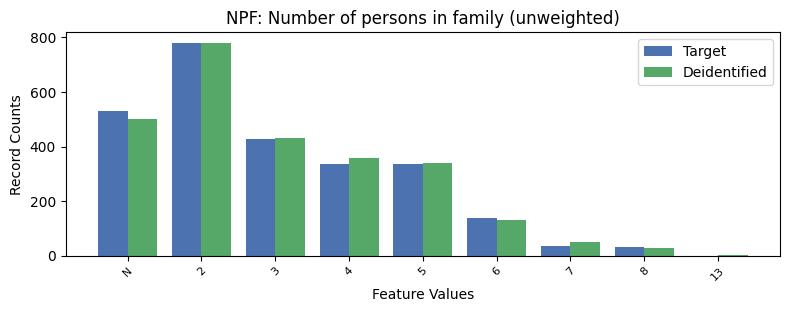 NPF: Number of persons in family (unweighted)
Target
Deidentified
Record Counts
800
600
400
200
0
N 2 3 4 5 6 7 8 13
Feature Values